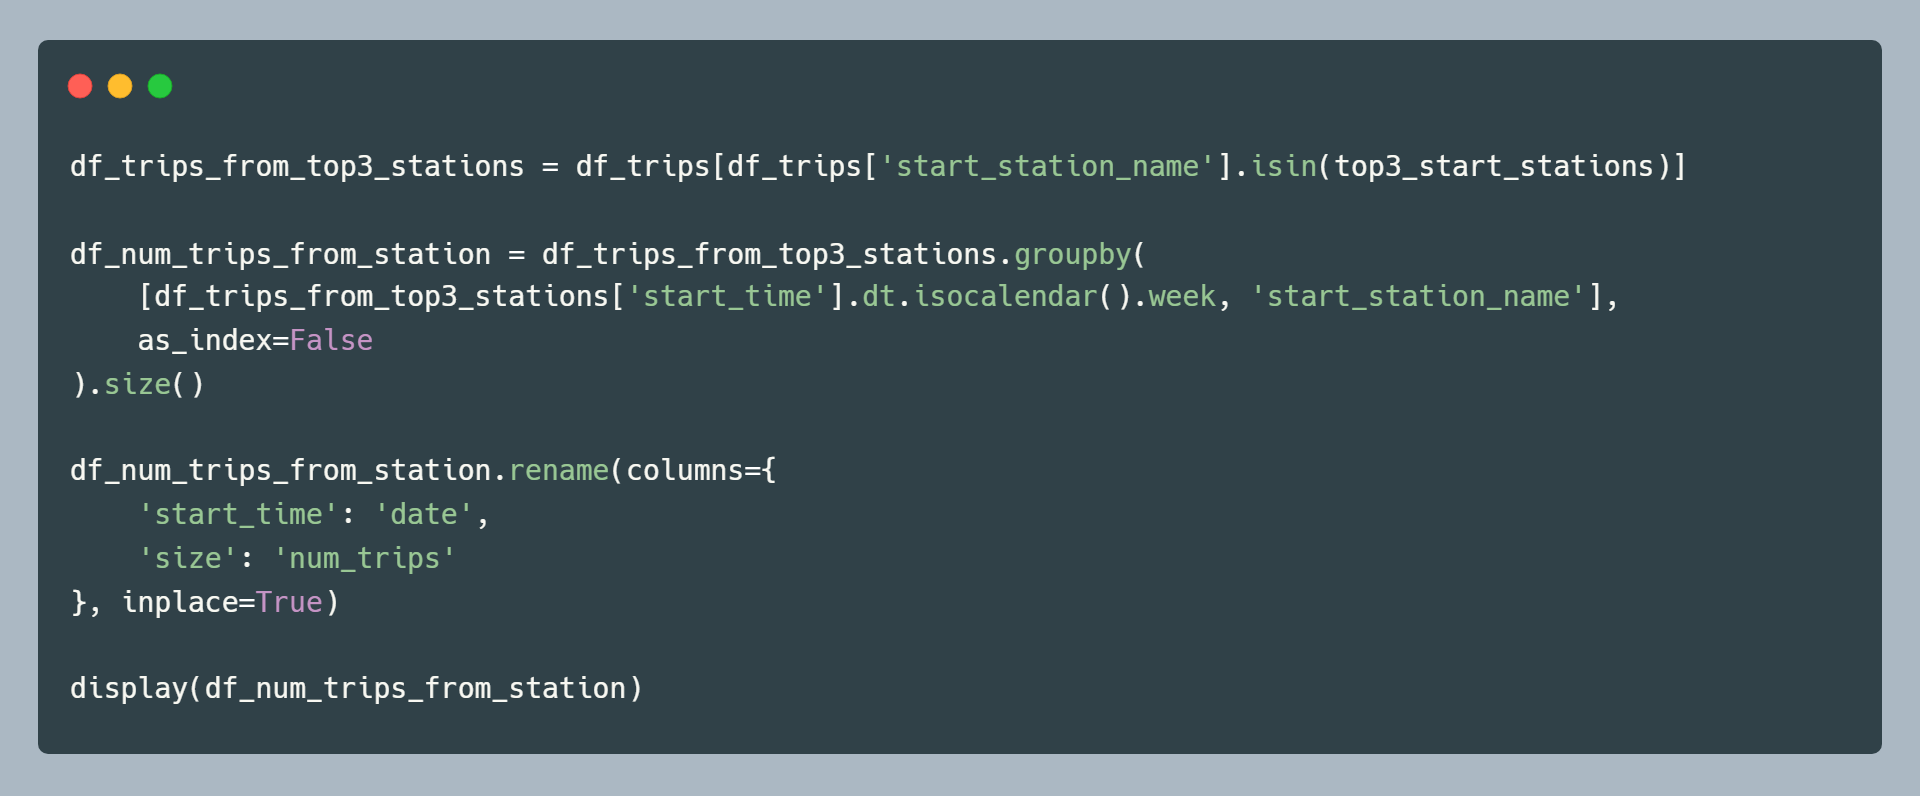 df_trips_from_top3_stations = df_trips[df_trips['start_station_name'].isin(top3_start_stations)]

df_num_trips_from_station = df_trips_from_top3_stations.groupby(
    [df_trips_from_top3_stations['start_time'].dt.isocalendar().week, 'start_station_name'],
    as_index=False
).size()

df_num_trips_from_station.rename(columns={
    'start_time': 'date',
    'size': 'num_trips'
}, inplace=True)

display(df_num_trips_from_station)